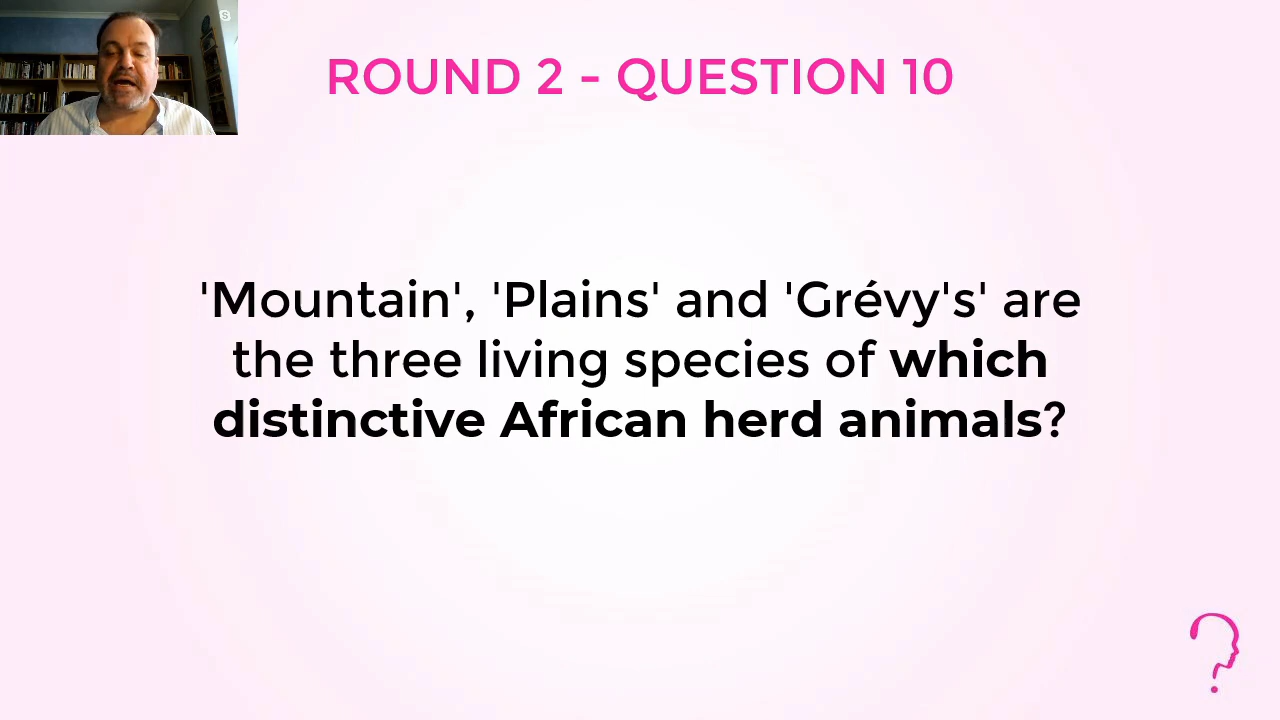 ROUND 2 - QUESTION 10
'Mountain', 'Plains' and 'Grévy's' are
the three living species of which
distinctive African herd animals?